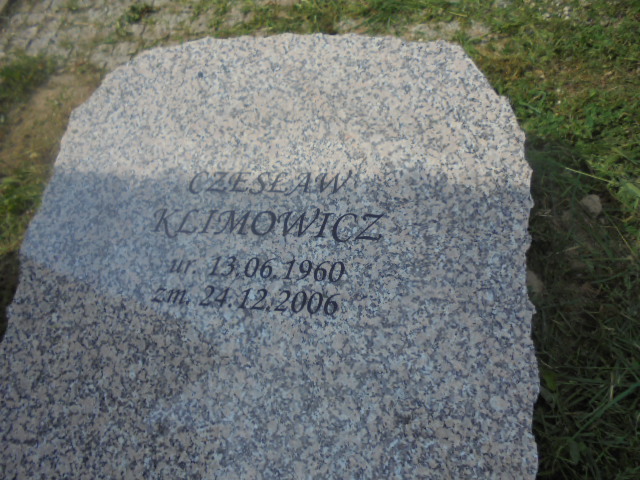 CZESŁAW
KLIMOWICZ
ur. 13.06.1960
zm. 24.12.2006